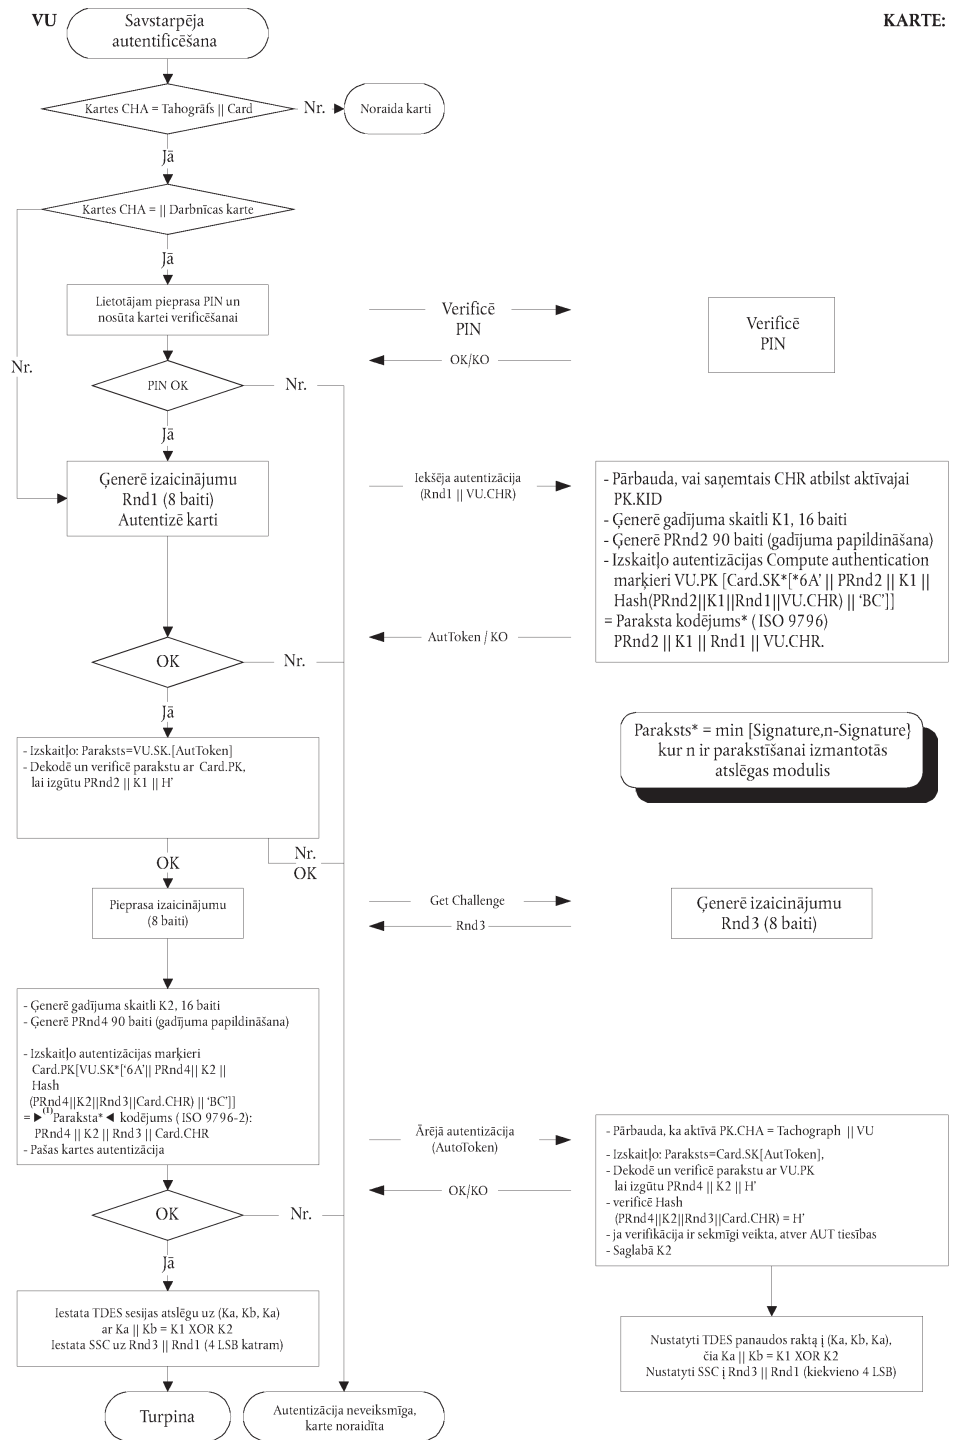 VU
KARTE:
Savstarpēja
autentificēšana
Kartes CHA = Tahogrāfs || Card
Nr.
Noraida karti
Jā
Kartes CHA = || Darbnīcas karte
Jā
Lietotājam pieprasa PIN un
nosūta kartei verificēšanai
Verificē
PIN
Verificē
PIN
OK/KO
Nr.
PIN OK
Nr.
Jā
Ģenerē izaicinājumu
Rnd1 (8 baiti)
Autentizē karti
Iekšēja autentizācija
(Rnd1 || VU.CHR)
- Pārbauda, vai saņemtais CHR atbilst aktīvajai
PK.KID
- Ģenerē gadījuma skaitli K1, 16 baiti
- Ģenerē PRnd2 90 baiti (gadījuma papildināšana)
- Izskaitļo autentizācijas Compute authentication
marķieri VU.PK [Card.SK*[*6A’ || PRnd2 || K1 ||
Hash(PRnd2||K1||Rnd1||VU.CHR) || ‘BC’]]
= Paraksta kodējums* ( ISO 9796)
PRnd2 || K1 || Rnd1 || VU.CHR.
AutToken / KO
OK
Nr.
Jā
- Izskaitļo: Paraksts=VU.SK.[AutToken]
- Dekodē un verificē parakstu ar Card.PK,
lai izgūtu PRnd2 || K1 || H’
Paraksts* = min [Signature,n-Signature}
kur n ir parakstīšanai izmantotās
atslēgas modulis
OK
Nr.
OK
Pieprasa izaicinājumu
(8 baiti)
Get Challenge
Rnd3
Ģenerē izaicinājumu
Rnd3 (8 baiti)
- Ģenerē gadījuma skaitli K2, 16 baiti
- Ģenerē PRnd4 90 baiti (gadījuma papildināšana)
- Izskaitļo autentizācijas marķieri
Card.PK[VU.SK*[‘6A’|| PRnd4|| K2 ||
Hash
(PRnd4||K2||Rnd3||Card.CHR) || ‘BC’]]
= ►(1)Paraksta* ◄ kodējums ( ISO 9796-2):
PRnd4 || K2 || Rnd3 || Card.CHR
- Pašas kartes autentizācija
Ārējā autentizācija
(AutoToken)
OK/KO
- Pārbauda, ka aktīvā PK.CHA = Tachograph || VU
- Izskaitļo: Paraksts=Card.SK[AutToken],
- Dekodē un verificē parakstu ar VU.PK
lai izgūtu PRnd4 || K2 || H’
- verificē Hash
(PRnd4||K2||Rnd3||Card.CHR) = H’
- ja verifikācija ir sekmīgi veikta, atver AUT tiesības
- Saglabā K2
OK
Nr.
Jā
Iestata TDES sesijas atslēgu uz (Ka, Kb, Ka)
ar Ka || Kb = K1 XOR K2
Iestata SSC uz Rnd3 || Rnd1 (4 LSB katram)
Nustatyti TDES panaudos raktą į (Ka, Kb, Ka),
čia Ka || Kb = K1 XOR K2
Nustatyti SSC į Rnd3 || Rnd1 (kiekvieno 4 LSB)
Turpina
Autentizācija neveiksmīga,
karte noraidīta